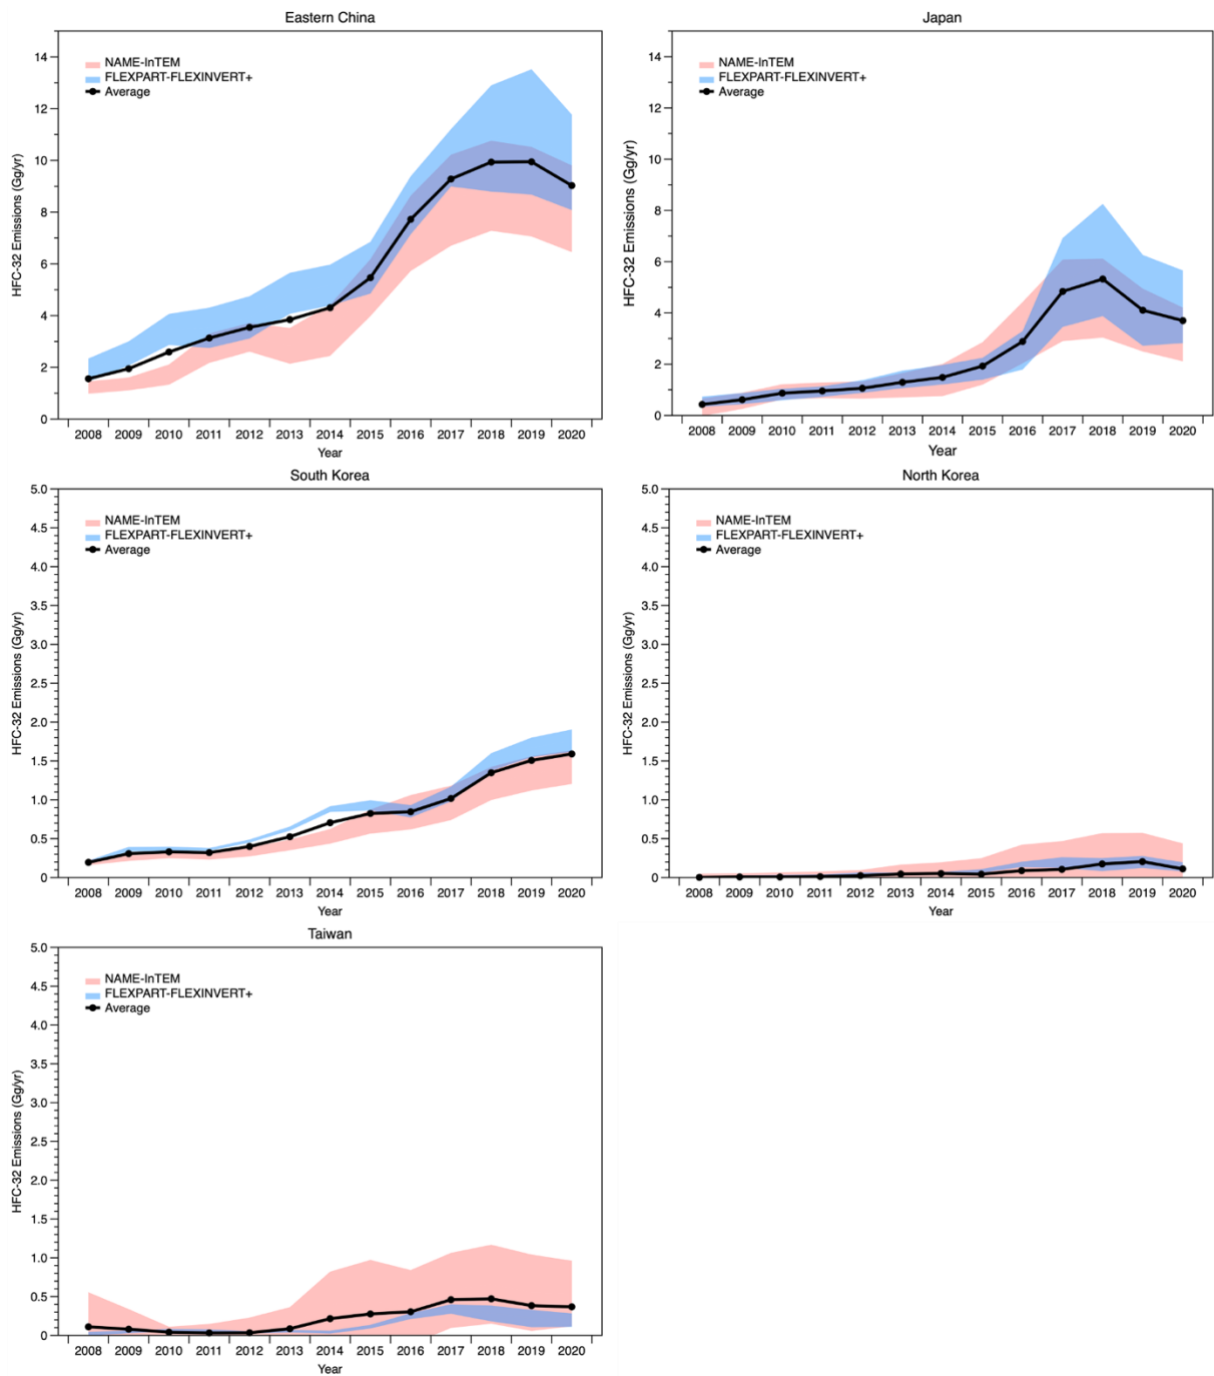 Eastern China
HFC-32 Emissions (Gg/yr)
14
12
10
8
6
4
2
0
NAME-InTEM
FLEXPART-FLEXINVERT+
Average
2008 2009 2010 2011 2012 2013 2014 2015 2016 2017 2018 2019 2020
Year
Japan
HFC-32 Emissions (Gg/yr)
14
12
10
8
6
4
2
0
NAME-InTEM
FLEXPART-FLEXINVERT+
Average
2008 2009 2010 2011 2012 2013 2014 2015 2016 2017 2018 2019 2020
Year
South Korea
HFC-32 Emissions (Gg/yr)
5.0
4.5
4.0
3.5
3.0
2.5
2.0
1.5
1.0
0.5
0
NAME-InTEM
FLEXPART-FLEXINVERT+
Average
2008 2009 2010 2011 2012 2013 2014 2015 2016 2017 2018 2019 2020
Year
North Korea
HFC-32 Emissions (Gg/yr)
5.0
4.5
4.0
3.5
3.0
2.5
2.0
1.5
1.0
0.5
0
NAME-InTEM
FLEXPART-FLEXINVERT+
Average
2008 2009 2010 2011 2012 2013 2014 2015 2016 2017 2018 2019 2020
Year
Taiwan
HFC-32 Emissions (Gg/yr)
5.0
4.5
4.0
3.5
3.0
2.5
2.0
1.5
1.0
0.5
0
NAME-InTEM
FLEXPART-FLEXINVERT+
Average
2008 2009 2010 2011 2012 2013 2014 2015 2016 2017 2018 2019 2020
Year